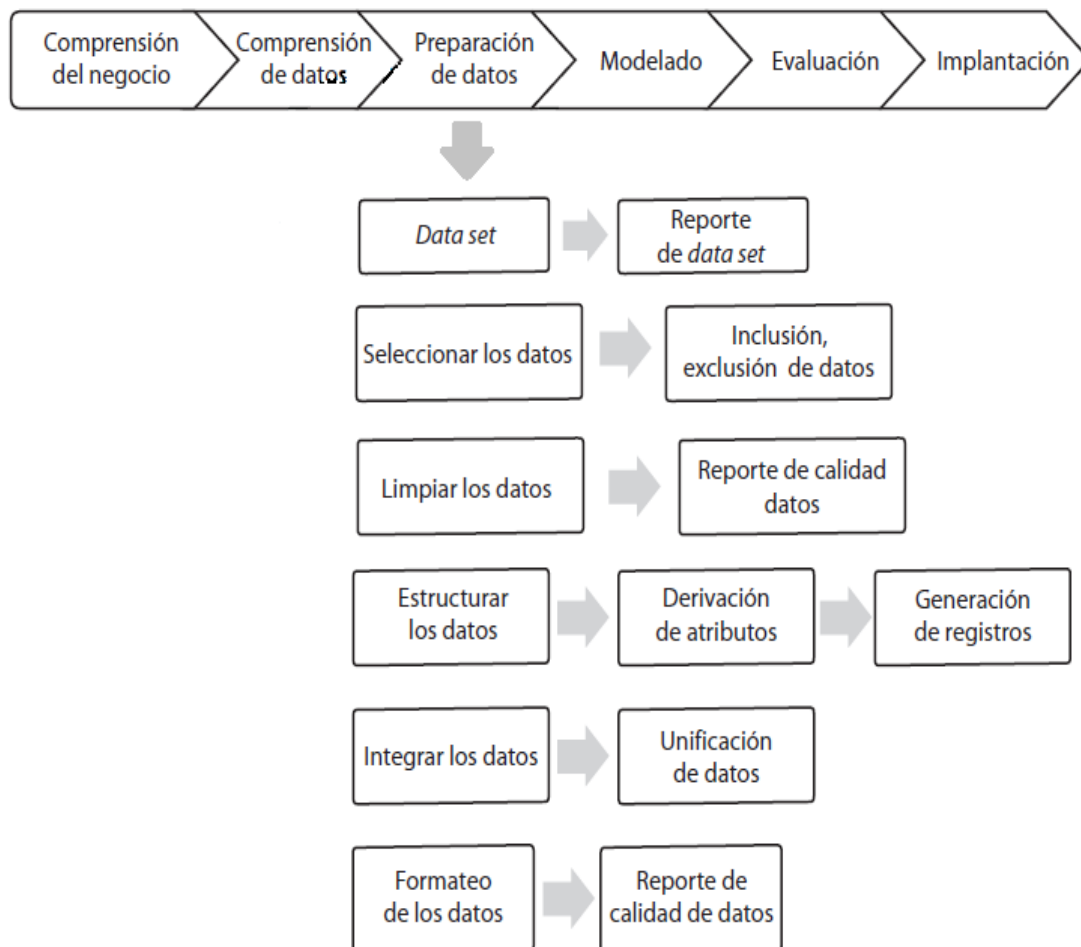 Comprensión
del negocio
Comprensión
de datos
Preparación
de datos
Modelado
Evaluación
Implantación
Data set
Reporte
de data set
Seleccionar los datos
Inclusión,
exclusión de datos
Limpiar los datos
Reporte de calidad
datos
Estructurar
los datos
Derivación
de atributos
Generación
de registros
Integrar los datos
Unificación
de datos
Formateo
de los datos
Reporte de
calidad de datos